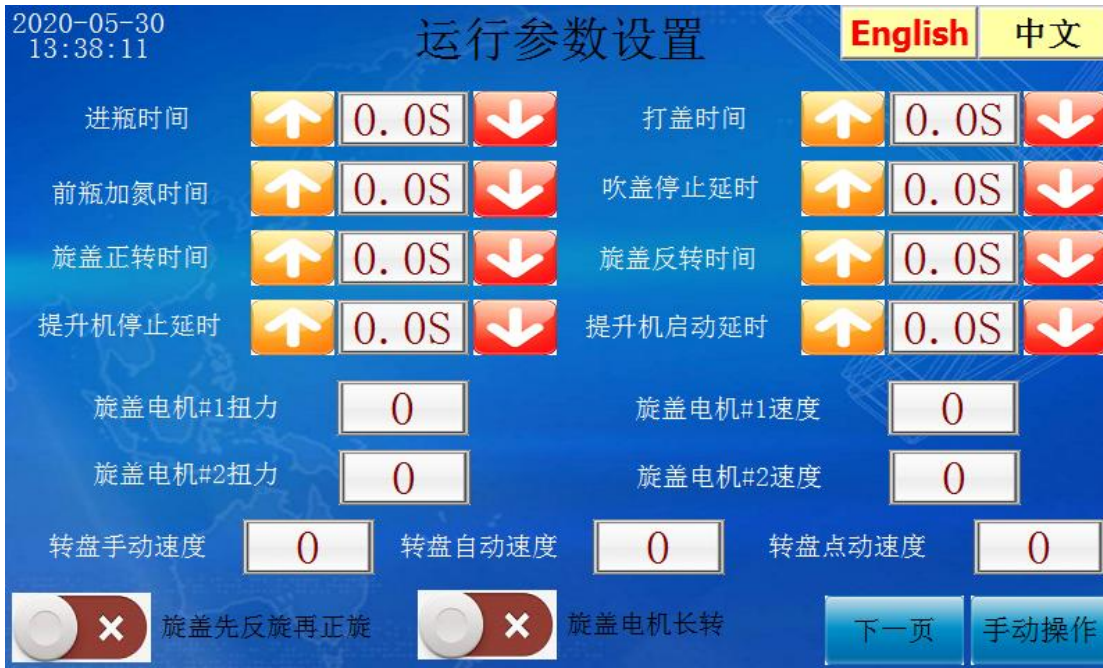 2020-05-30
13:38:11
运行参数设置
English 中文
进瓶时间 0.0S 打盖时间 0.0S
前瓶加氮时间 0.0S 吹盖停止延时 0.0S
旋盖正转时间 0.0S 旋盖反转时间 0.0S
提升机停止延时 0.0S 提升机启动延时 0.0S
旋盖电机#1扭力 0 旋盖电机#1速度 0
旋盖电机#2扭力 0 旋盖电机#2速度 0
转盘手动速度 0 转盘自动速度 0 转盘点动速度 0
旋盖先反旋再正旋 旋盖电机长转 下一页 手动操作